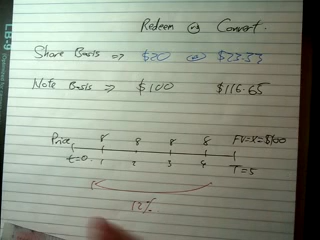 Redeem or Convert.
Share Basis => $20 @ $23.33
Note Basis => $100 $116.65
Price 8 8 8 8 FV=X=$100
t=0 1 2 3 4 T=5
12%